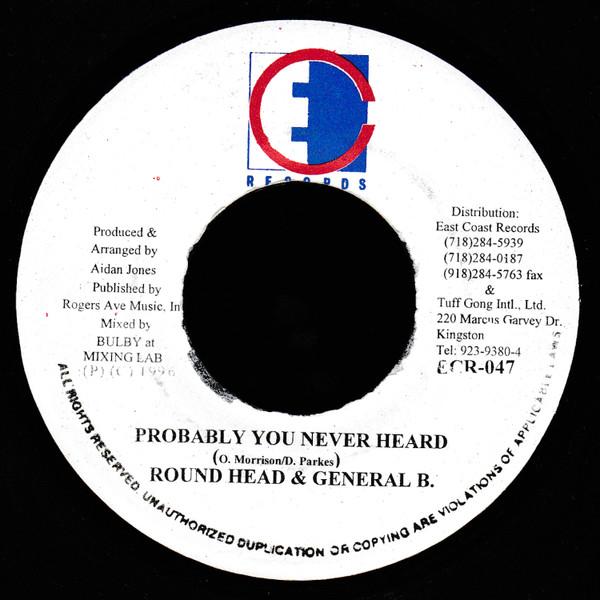 RECORDS
Produced &
Arranged by
Aidan Jones
Published by
Rogers Ave Music, In
Mixed by
BULBY at
MIXING LAB
(P) (C) 1996
Distribution:
East Coast Records
(718)284-5939
(718)284-0187
(918)284-5763 fax
&
Tuff Gong Intl., Ltd.
220 Marcus Garvey Dr.
Kingston
Tel: 923-9380-4
ECR-047
PROBABLY YOU NEVER HEARD
(O. Morrison/D. Parkes)
ROUND HEAD & GENERAL B.
ALL RIGHTS RESERVED. UNAUTHORIZED DUPLICATION OR COPYING ARE VIOLATIONS OF APPLICABLE LAWS